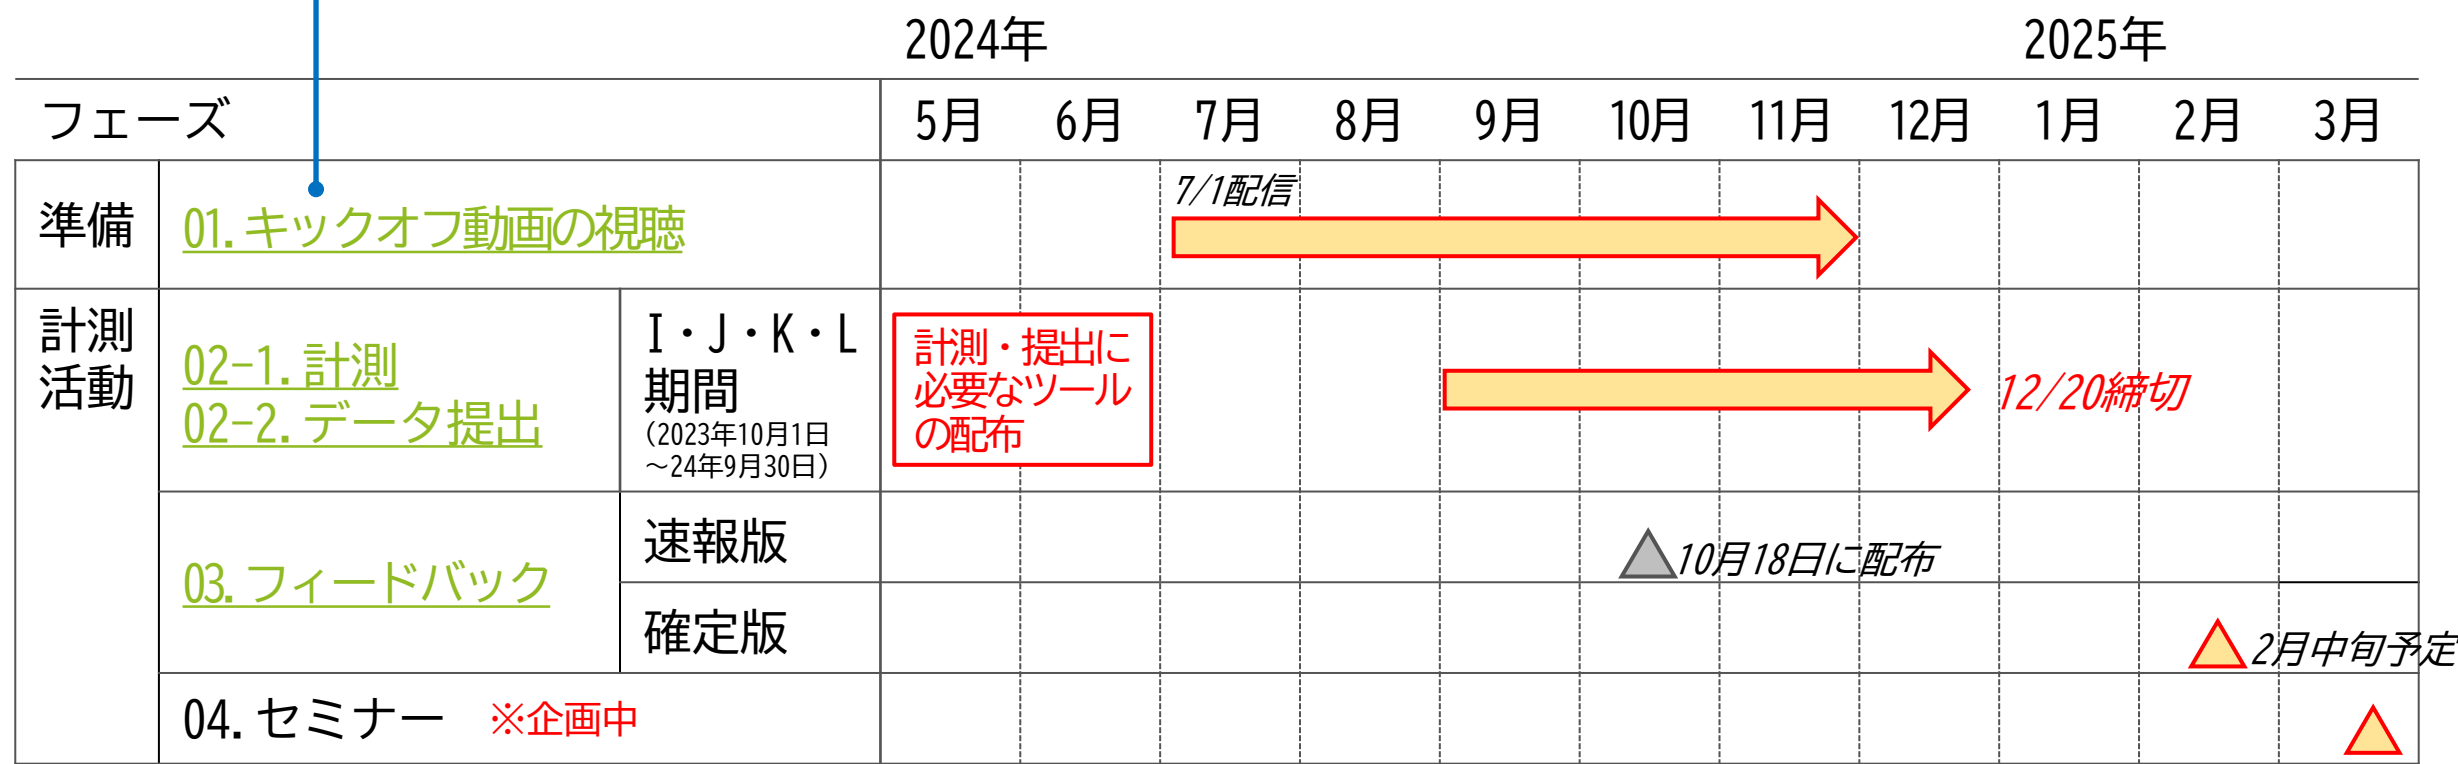 2024年 2025年
フェーズ 5月 6月 7月 8月 9月 10月 11月 12月 1月 2月 3月
準備 01.キックオフ動画の視聴 7/1配信
計測
活動
02-1.計測
02-2.データ提出
I・J・K・L
期間
(2023年10月1日
～24年9月30日)
計測・提出に
必要なツール
の配布
12/20締切
03.フィードバック
速報版 10月18日に配布
確定版 2月中旬予定
04.セミナー ※企画中